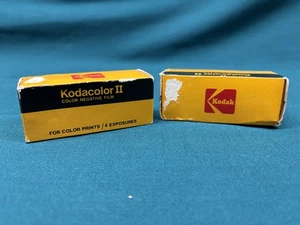 Kodacolor II
COLOR NEGATIVE FILM
FOR COLOR PRINTS / 8 EXPOSURES
Kodak